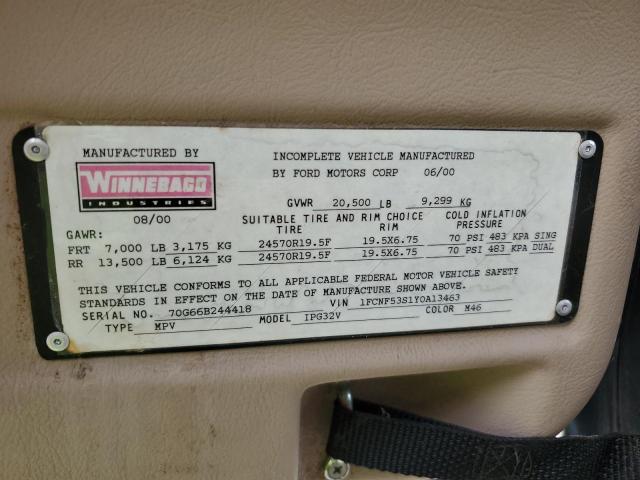 MANUFACTURED BY
WINNEBAGO
INDUSTRIES
08/00
INCOMPLETE VEHICLE MANUFACTURED
BY FORD MOTORS CORP 06/00
GVWR 20,500 LB 9,299 KG
GAWR: SUITABLE TIRE AND RIM CHOICE COLD INFLATION
TIRE RIM PRESSURE
FRT 7,000 LB 3,175 KG 24570R19.5F 19.5X6.75 70 PSI 483 KPA SING
RR 13,500 LB 6,124 KG 24570R19.5F 19.5X6.75 70 PSI 483 KPA DUAL
THIS VEHICLE CONFORMS TO ALL APPLICABLE FEDERAL MOTOR VEHICLE SAFETY
STANDARDS IN EFFECT ON THE DATE OF MANUFACTURE SHOWN ABOVE.
SERIAL NO. 70G66B244418 VIN 1FCNF53S1Y0A13463
TYPE MPV MODEL IPG32V COLOR M46